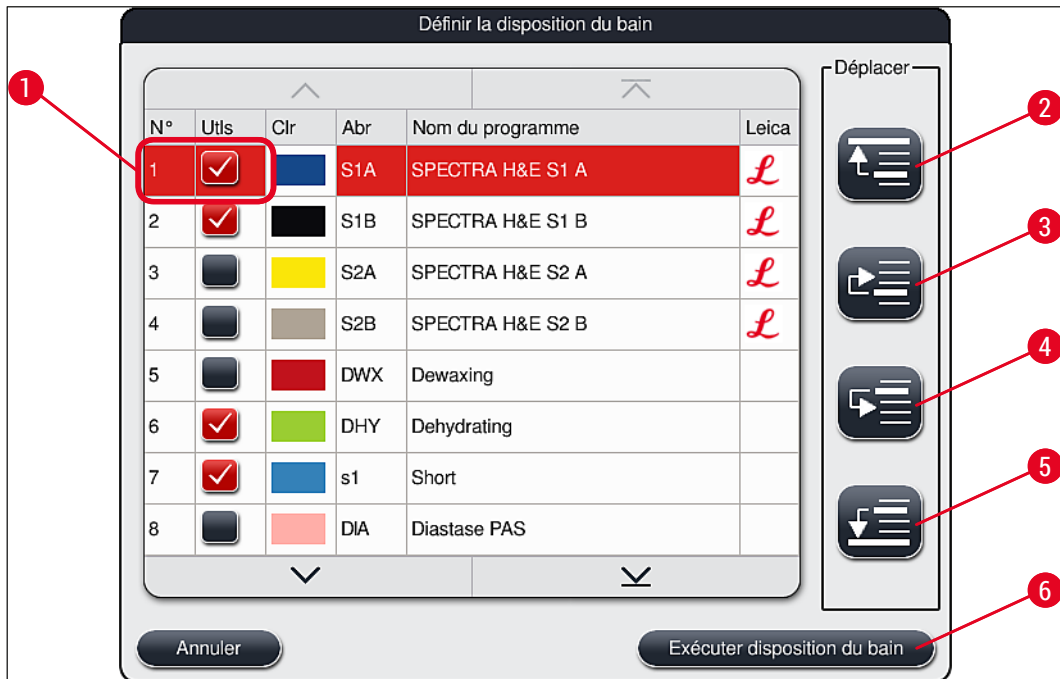 Définir la disposition du bain
Déplacer
1
N° Utls Clr Abr Nom du programme Leica
2
1 S1A SPECTRA H&E S1 A L
2 S1B SPECTRA H&E S1 B L
3
3 S2A SPECTRA H&E S2 A L
4 S2B SPECTRA H&E S2 B L
4
5 DWX Dewaxing
6 DHY Dehydrating
5
7 s1 Short
8 DIA Diastase PAS
6
Annuler
Exécuter disposition du bain